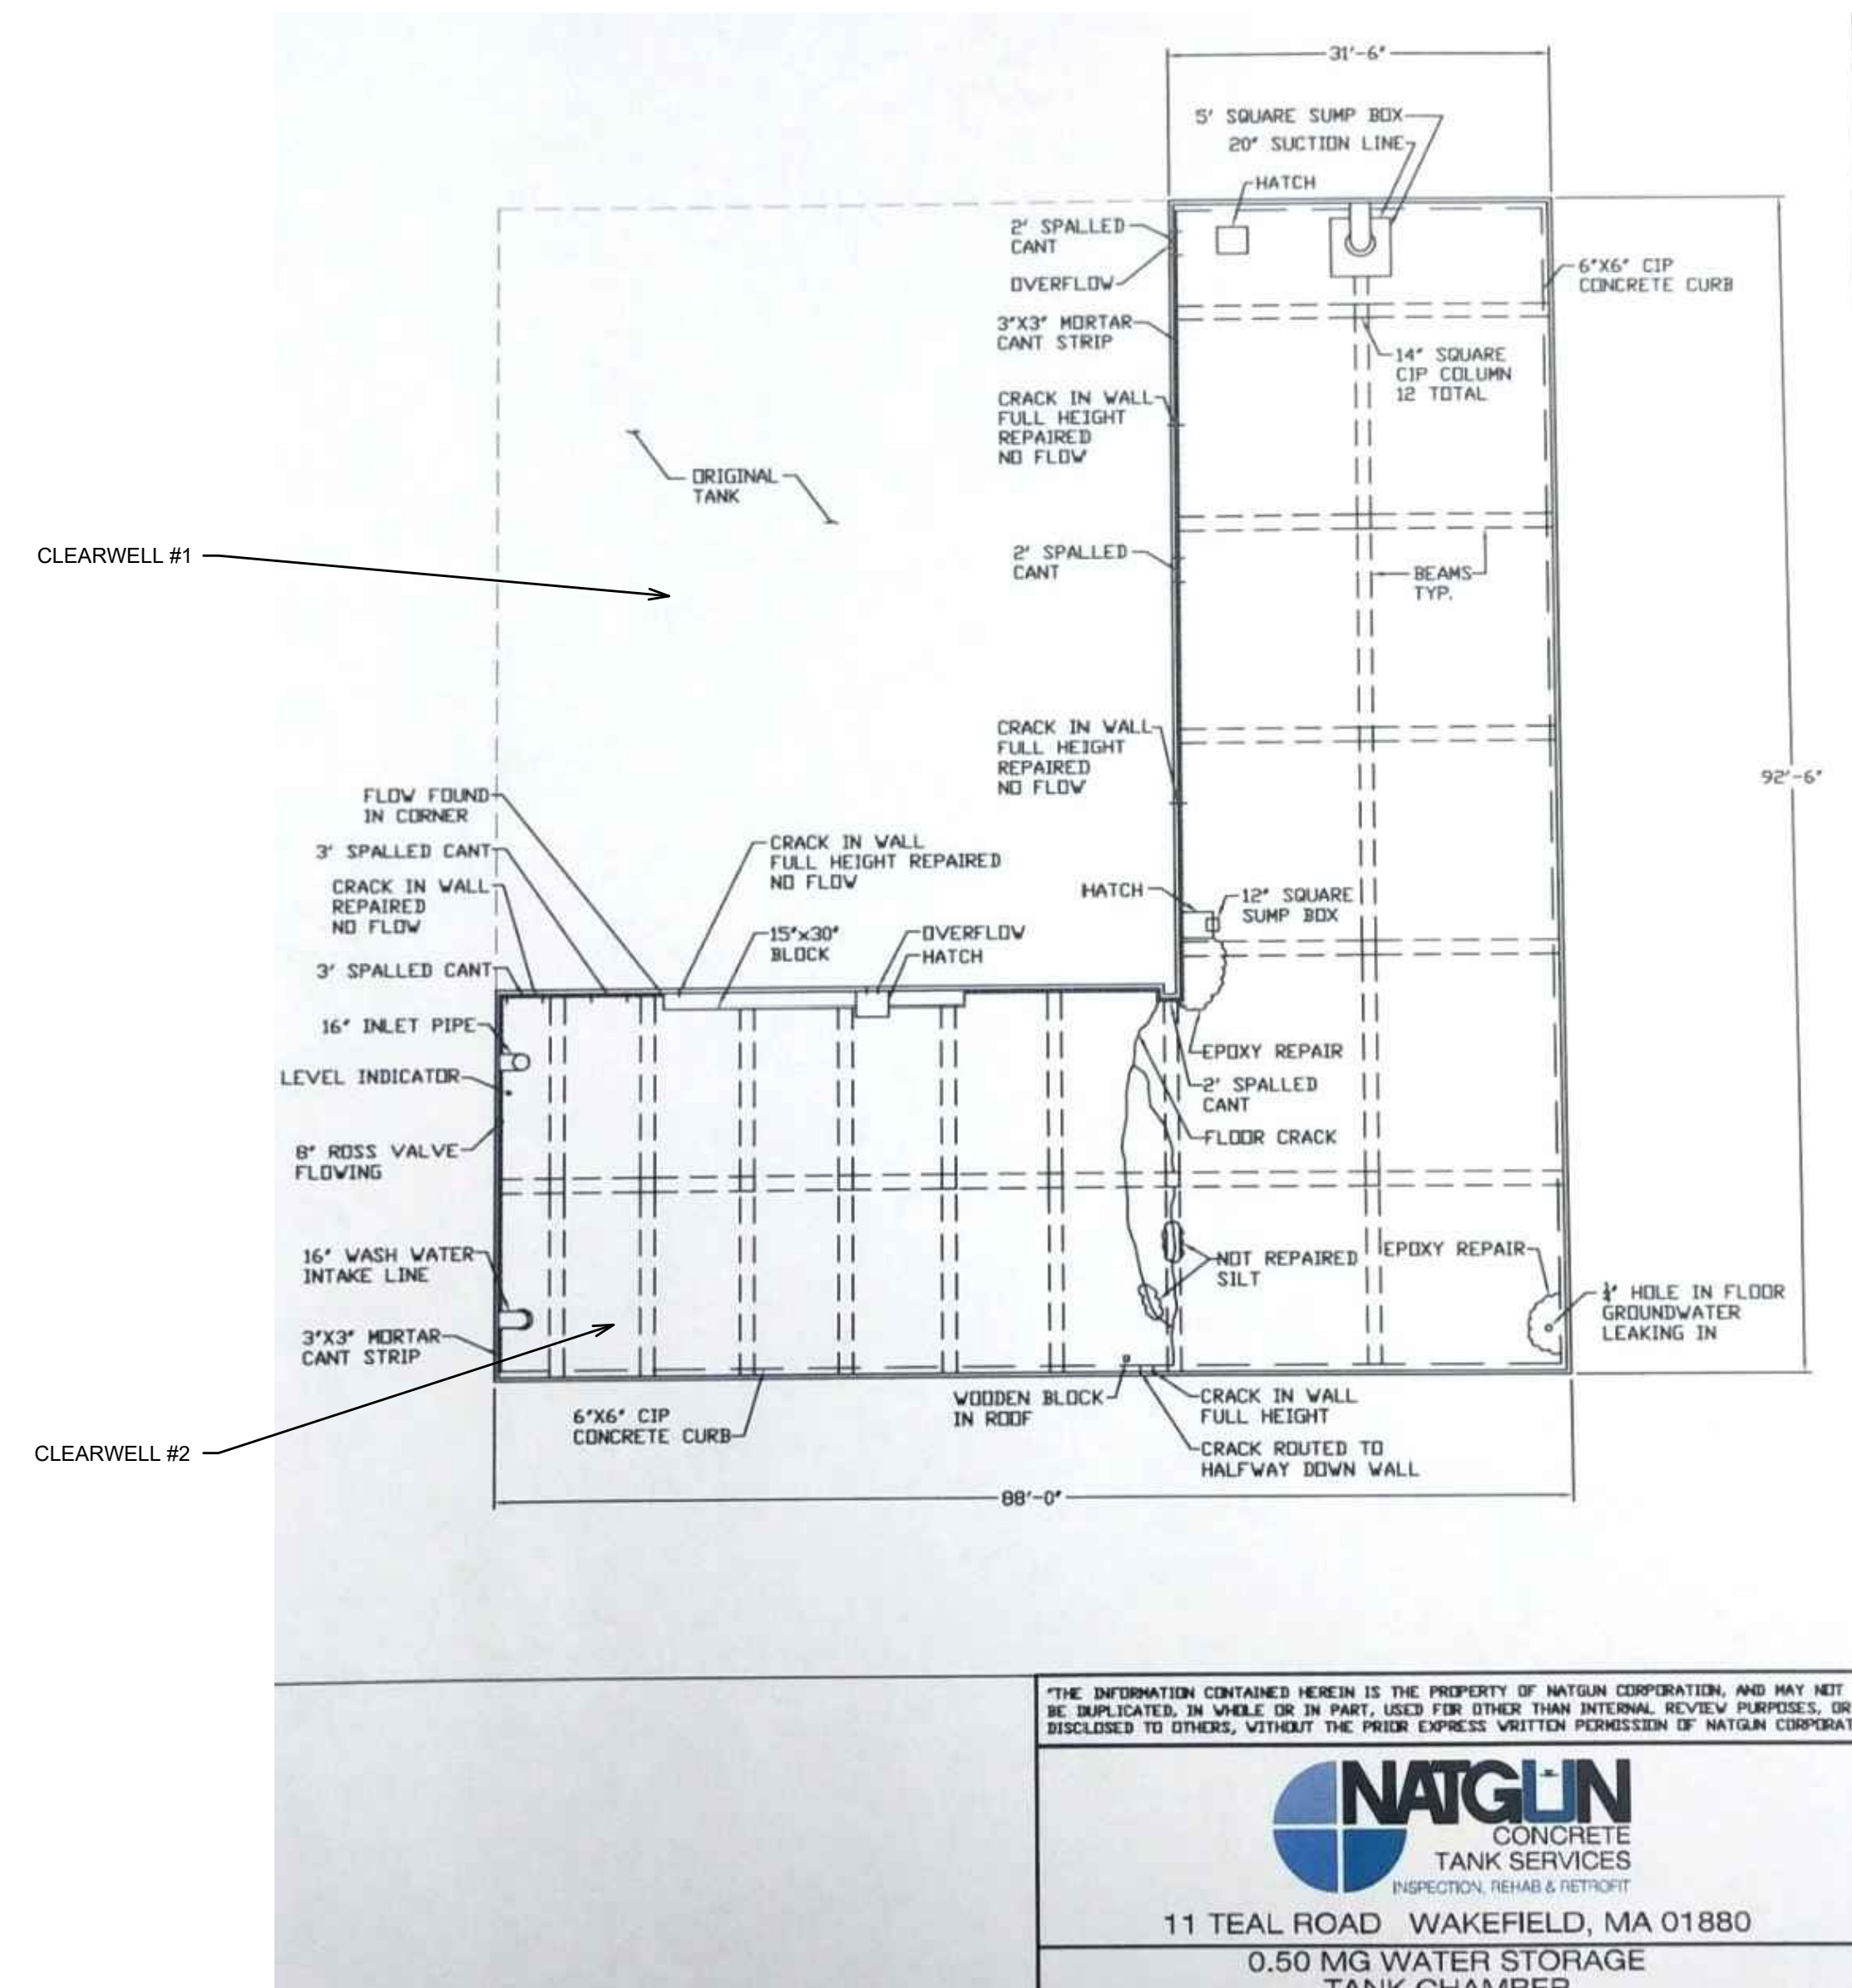 31'-6"
5' SQUARE SUMP BOX
20" SUCTION LINE
HATCH
2' SPALLED
CANT
OVERFLOW
6"X6" CIP
CONCRETE CURB
3"X3" MORTAR
CANT STRIP
14" SQUARE
CIP COLUMN
12 TOTAL
CRACK IN WALL
FULL HEIGHT
REPAIRED
NO FLOW
ORIGINAL
TANK
CLEARWELL #1
2' SPALLED
CANT
BEAMS
TYP.
CRACK IN WALL
FULL HEIGHT
REPAIRED
NO FLOW
92'-6"
FLOW FOUND
IN CORNER
3' SPALLED CANT
CRACK IN WALL
REPAIRED
NO FLOW
3' SPALLED CANT
CRACK IN WALL
FULL HEIGHT REPAIRED
NO FLOW
15"x30"
BLOCK
OVERFLOW
HATCH
HATCH
12" SQUARE
SUMP BOX
16" INLET PIPE
LEVEL INDICATOR
8" ROSS VALVE
FLOWING
EPOXY REPAIR
2' SPALLED
CANT
FLOOR CRACK
16" WASH WATER
INTAKE LINE
3"X3" MORTAR
CANT STRIP
NOT REPAIRED
SILT
EPOXY REPAIR
HOLE IN FLOOR
GROUNDWATER
LEAKING IN
CLEARWELL #2
6"X6" CIP
CONCRETE CURB
WOODEN BLOCK
IN ROOF
CRACK IN WALL
FULL HEIGHT
CRACK ROUTED TO
HALFWAY DOWN WALL
88'-0"
"THE INFORMATION CONTAINED HEREIN IS THE PROPERTY OF NATGUN CORPORATION, AND MAY NOT
BE DUPLICATED, IN WHOLE OR IN PART, USED FOR OTHER THAN INTERNAL REVIEW PURPOSES, OR
DISCLOSED TO OTHERS, WITHOUT THE PRIOR EXPRESS WRITTEN PERMISSION OF NATGUN CORPORAT
NATGUN
CONCRETE
TANK SERVICES
INSPECTION, REHAB & RETROFIT
11 TEAL ROAD WAKEFIELD, MA 01880
0.50 MG WATER STORAGE
TANK CHAMBER